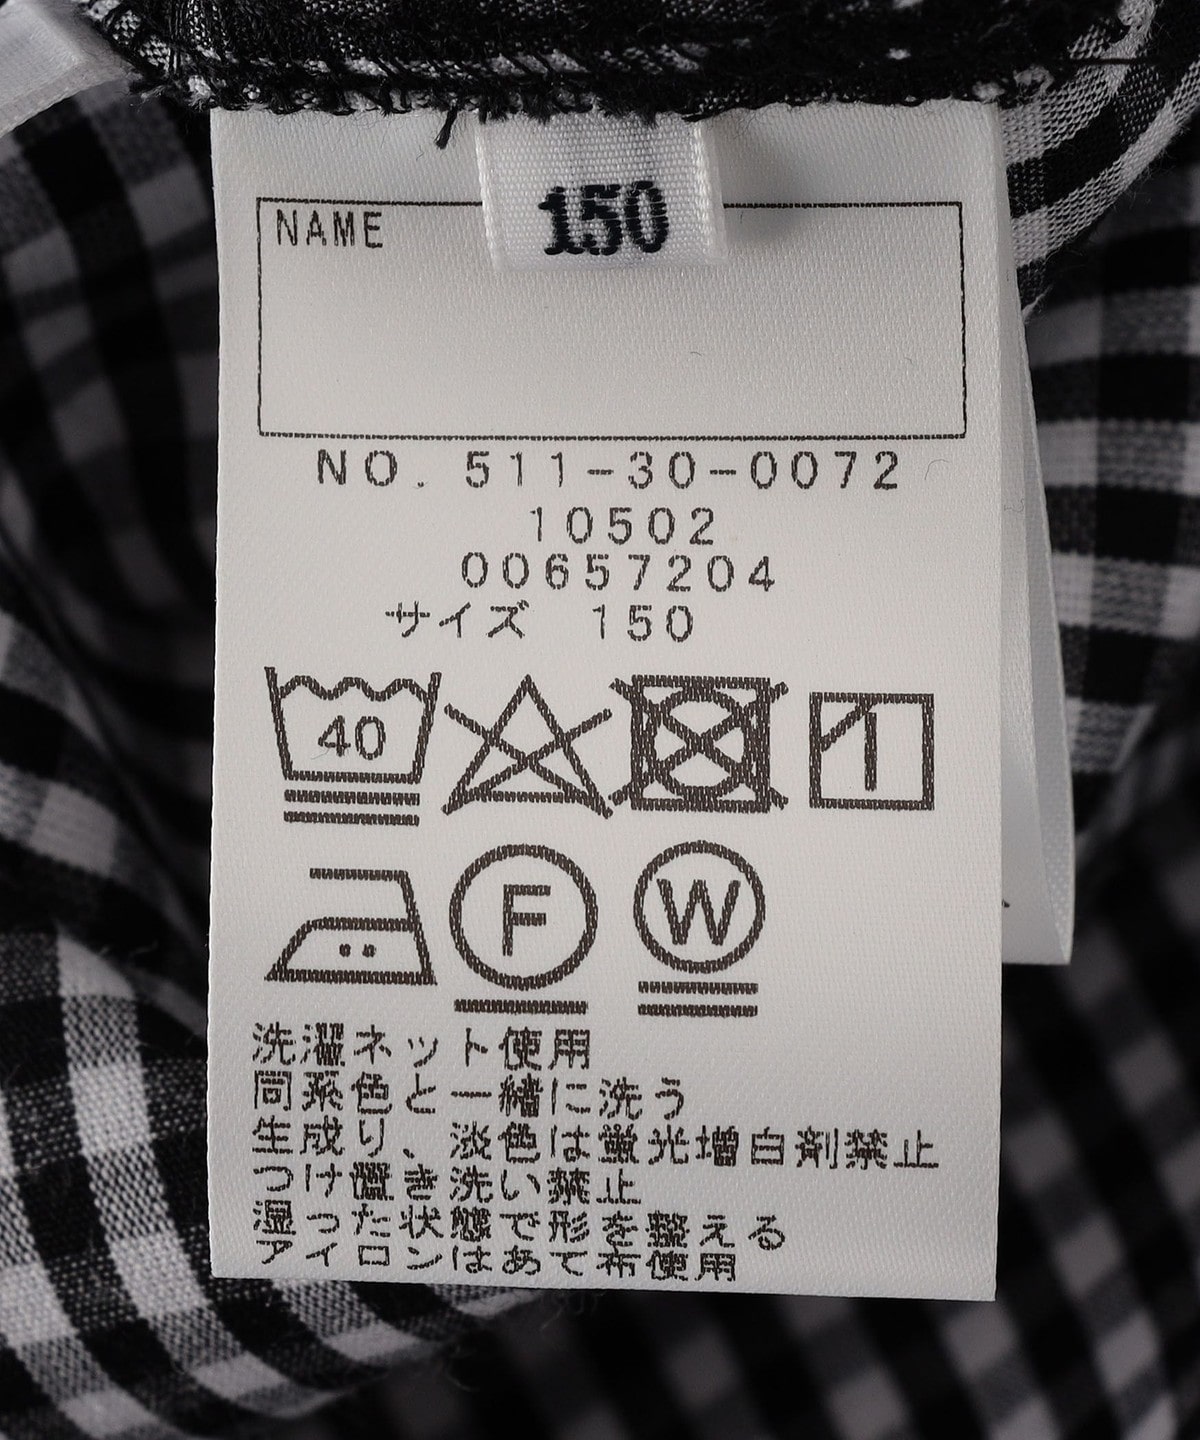 150
NAME
NO. 511-30-0072
10502
00657204
サイズ 150
40
F
W
洗濯ネット使用
同系色と一緒に洗う
生成り、淡色は蛍光増白剤禁止
つけ置き洗い禁止
湿った状態で形を整える
アイロンはあて布使用